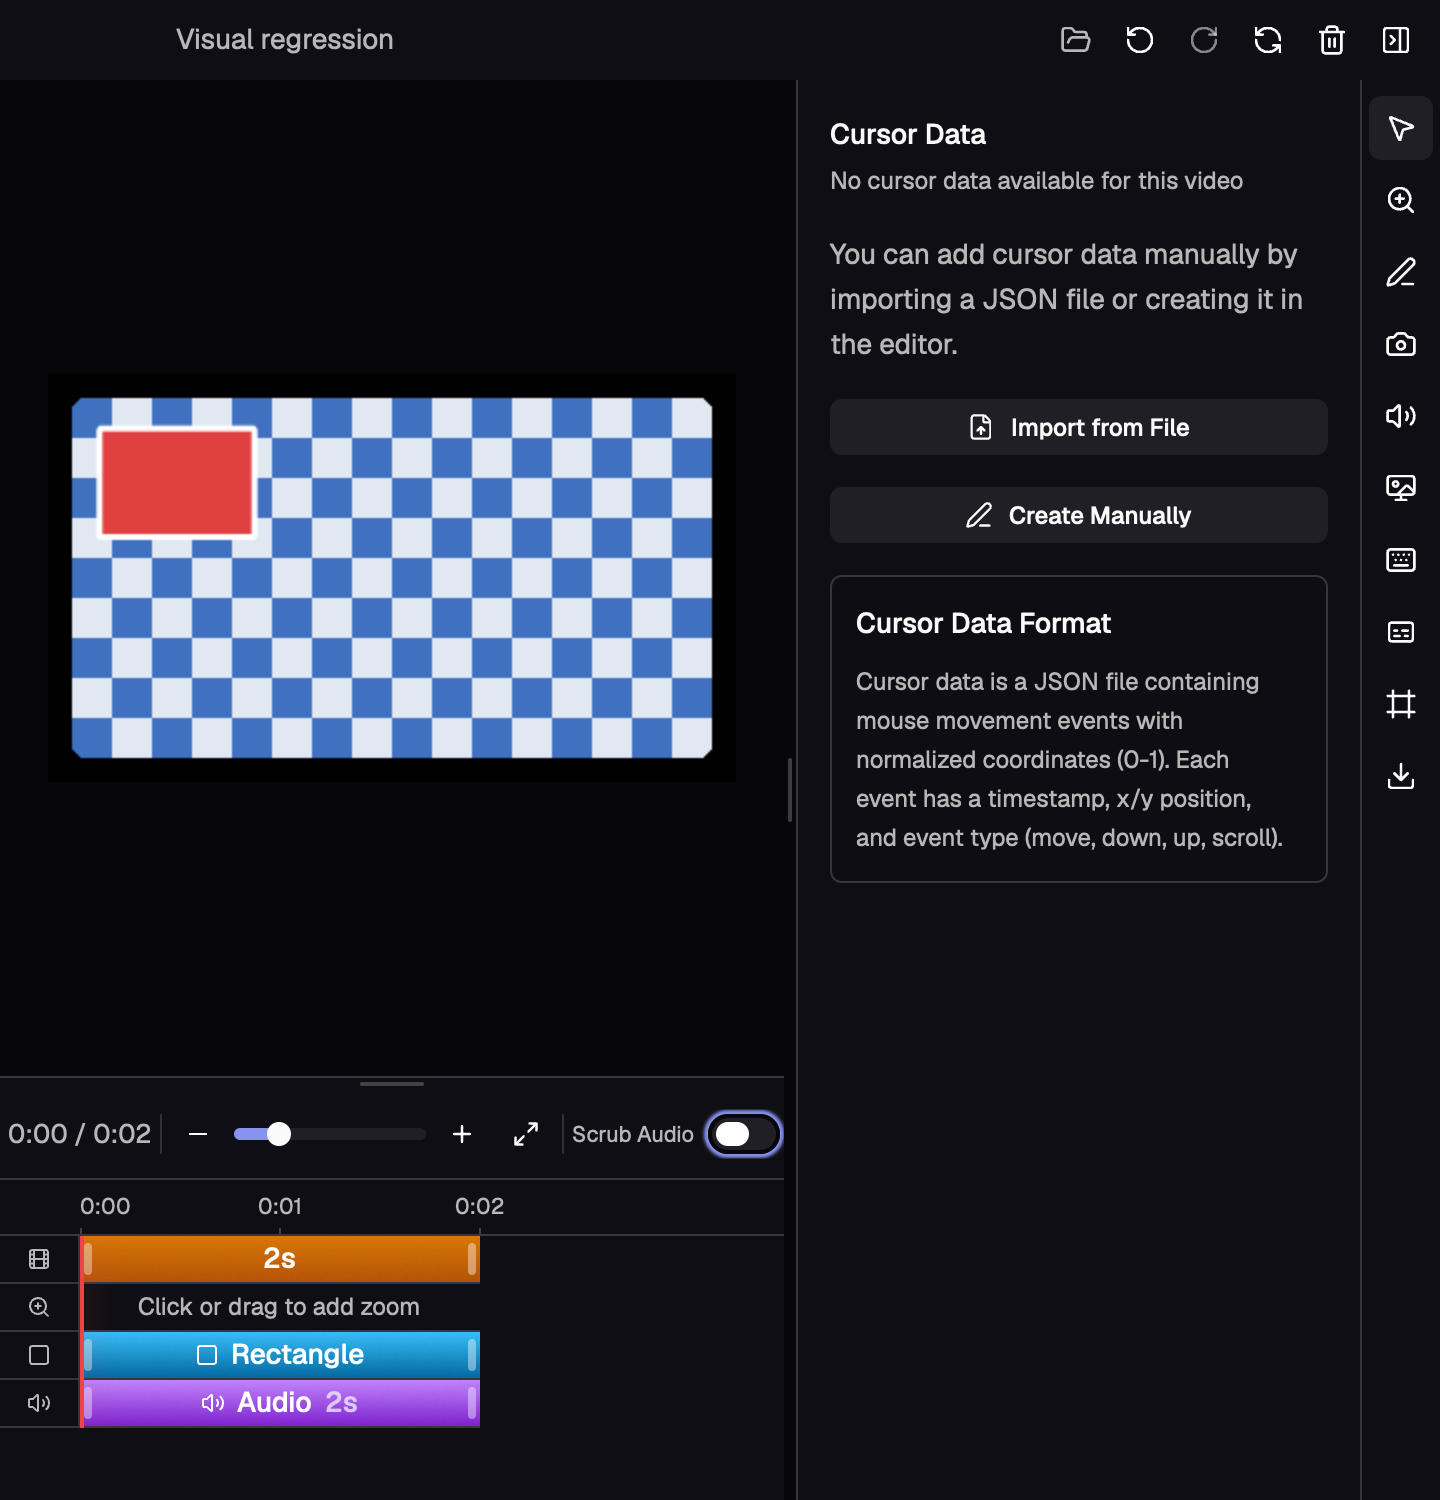 Visual regression
Cursor Data
No cursor data available for this video
You can add cursor data manually by
importing a JSON file or creating it in
the editor.
Import from File
Create Manually
Cursor Data Format
Cursor data is a JSON file containing
mouse movement events with
normalized coordinates (0-1). Each
event has a timestamp, x/y position,
and event type (move, down, up, scroll).
0:00 / 0:02
Scrub Audio
0:00 0:01 0:02
2s
Click or drag to add zoom
Rectangle
Audio 2s